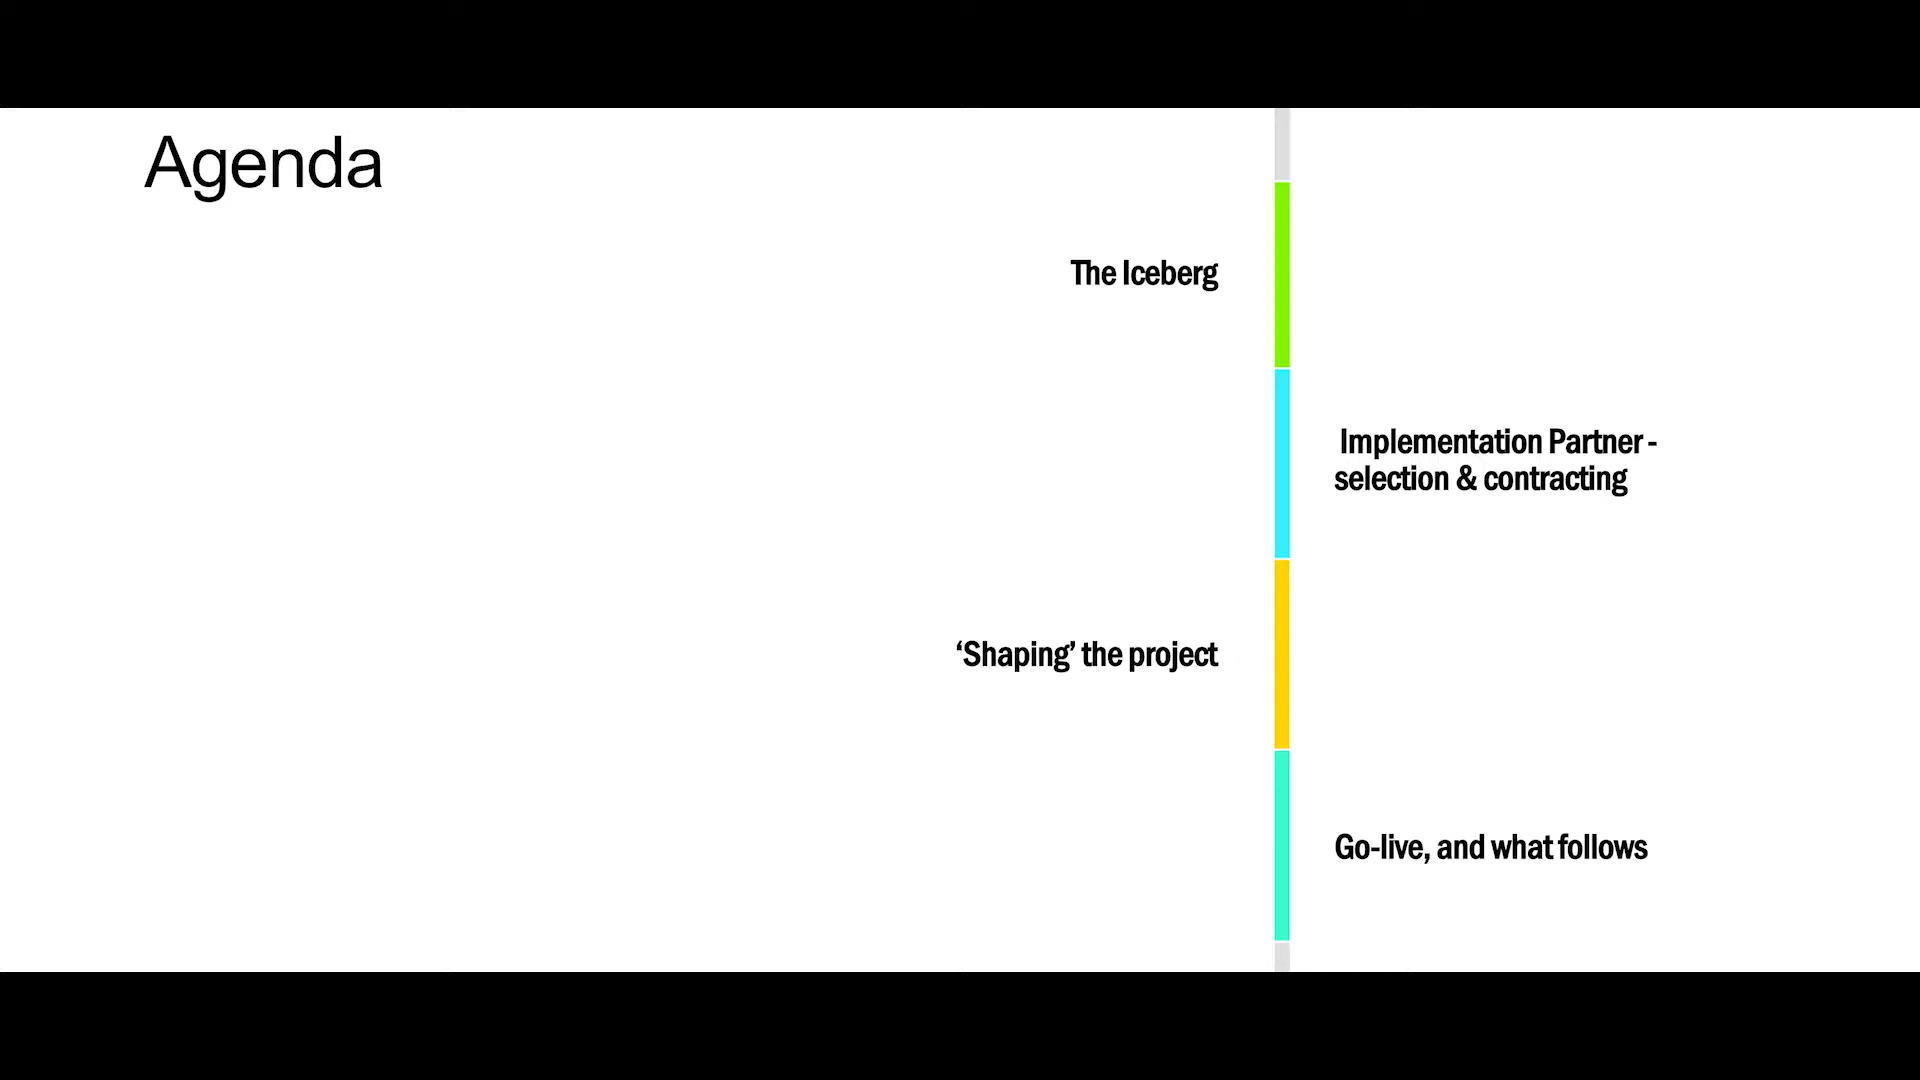 Agenda
The Iceberg
Implementation Partner -
selection & contracting
‘Shaping’ the project
Go-live, and what follows